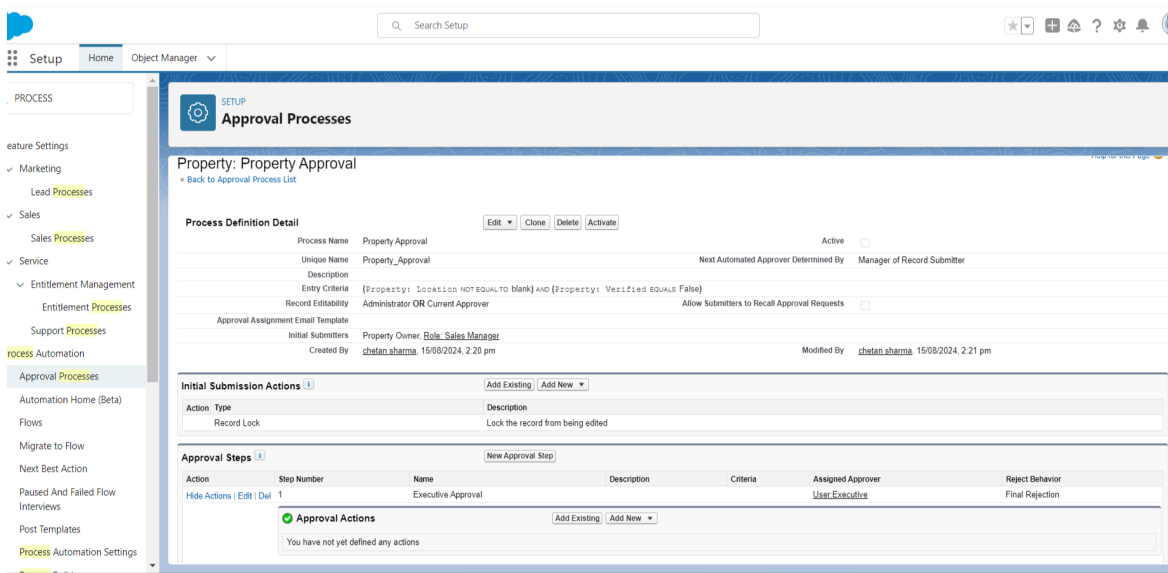 Search Setup
Setup
Home
Object Manager
PROCESS
eature Settings
Marketing
Lead Processes
Sales
Sales Processes
Service
Entitlement Management
Entitlement Processes
Support Processes
rocess Automation
Approval Processes
Automation Home (Beta)
Flows
Migrate to Flow
Next Best Action
Paused And Failed Flow
Interviews
Post Templates
Process Automation Settings
SETUP
Approval Processes
Property: Property Approval
« Back to Approval Process List
Process Definition Detail Edit Clone Delete Activate
Process Name Property Approval Active
Unique Name Property_Approval Next Automated Approver Determined By Manager of Record Submitter
Description
Entry Criteria (Property: Location NOT EQUAL TO blank) AND (Property: Verified EQUALS False)
Record Editability Administrator OR Current Approver Allow Submitters to Recall Approval Requests
Approval Assignment Email Template
Initial Submitters Property Owner, Role: Sales Manager
Created By chetan sharma, 15/08/2024, 2:20 pm Modified By chetan sharma, 15/08/2024, 2:21 pm
Initial Submission Actions i Add Existing Add New
Action Type Description
Record Lock Lock the record from being edited
Approval Steps i New Approval Step
Action Step Number Name Description Criteria Assigned Approver Reject Behavior
Hide Actions | Edit | Del 1 Executive Approval User:Executive Final Rejection
Approval Actions Add Existing Add New
You have not yet defined any actions